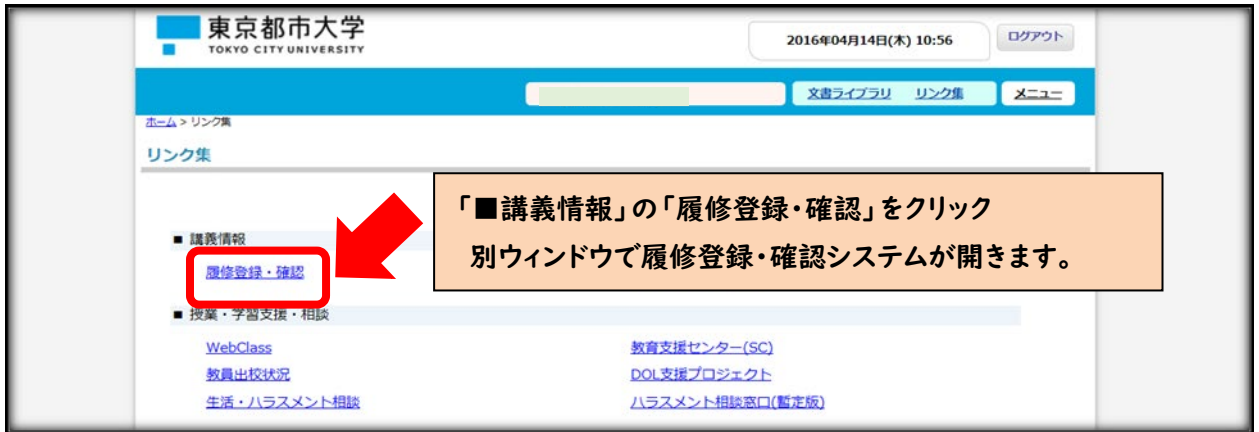 東京都市大学
TOKYO CITY UNIVERSITY
2016年04月14日(木) 10:56
ログアウト
文書ライブラリ リンク集
メニュー
ホーム > リンク集
リンク集
「■講義情報」の「履修登録・確認」をクリック
別ウィンドウで履修登録・確認システムが開きます。
■ 講義情報
履修登録・確認
■ 授業・学習支援・相談
WebClass 教育支援センター(SC)
教員出校状況 DOL支援プロジェクト
生活・ハラスメント相談 ハラスメント相談窓口(暫定版)